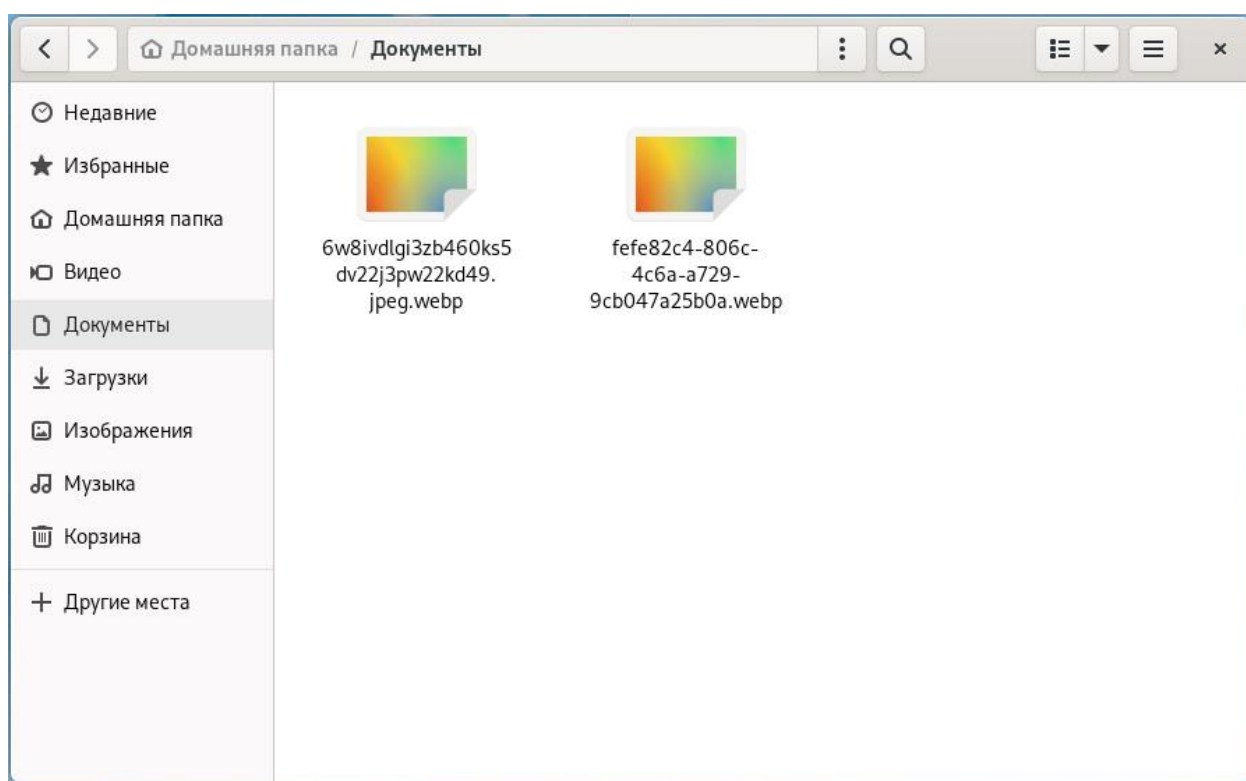 Домашняя папка / Документы
Недавние
Избранные
Домашняя папка
Видео
Документы
Загрузки
Изображения
Музыка
Корзина
Другие места
6w8ivdlgi3zb460ks5
dv22j3pw22kd49.
jpeg.webp
fefe82c4-806c-
4c6a-a729-
9cb047a25b0a.webp